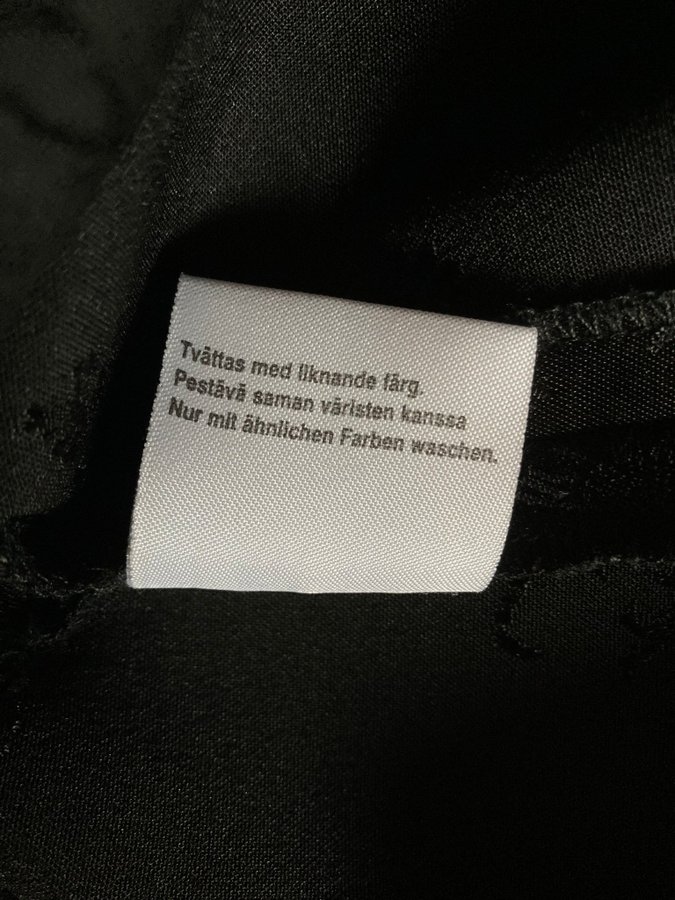 Tvättas med liknande färg.
Pestävä saman väristen kanssa
Nur mit ähnlichen Farben waschen.